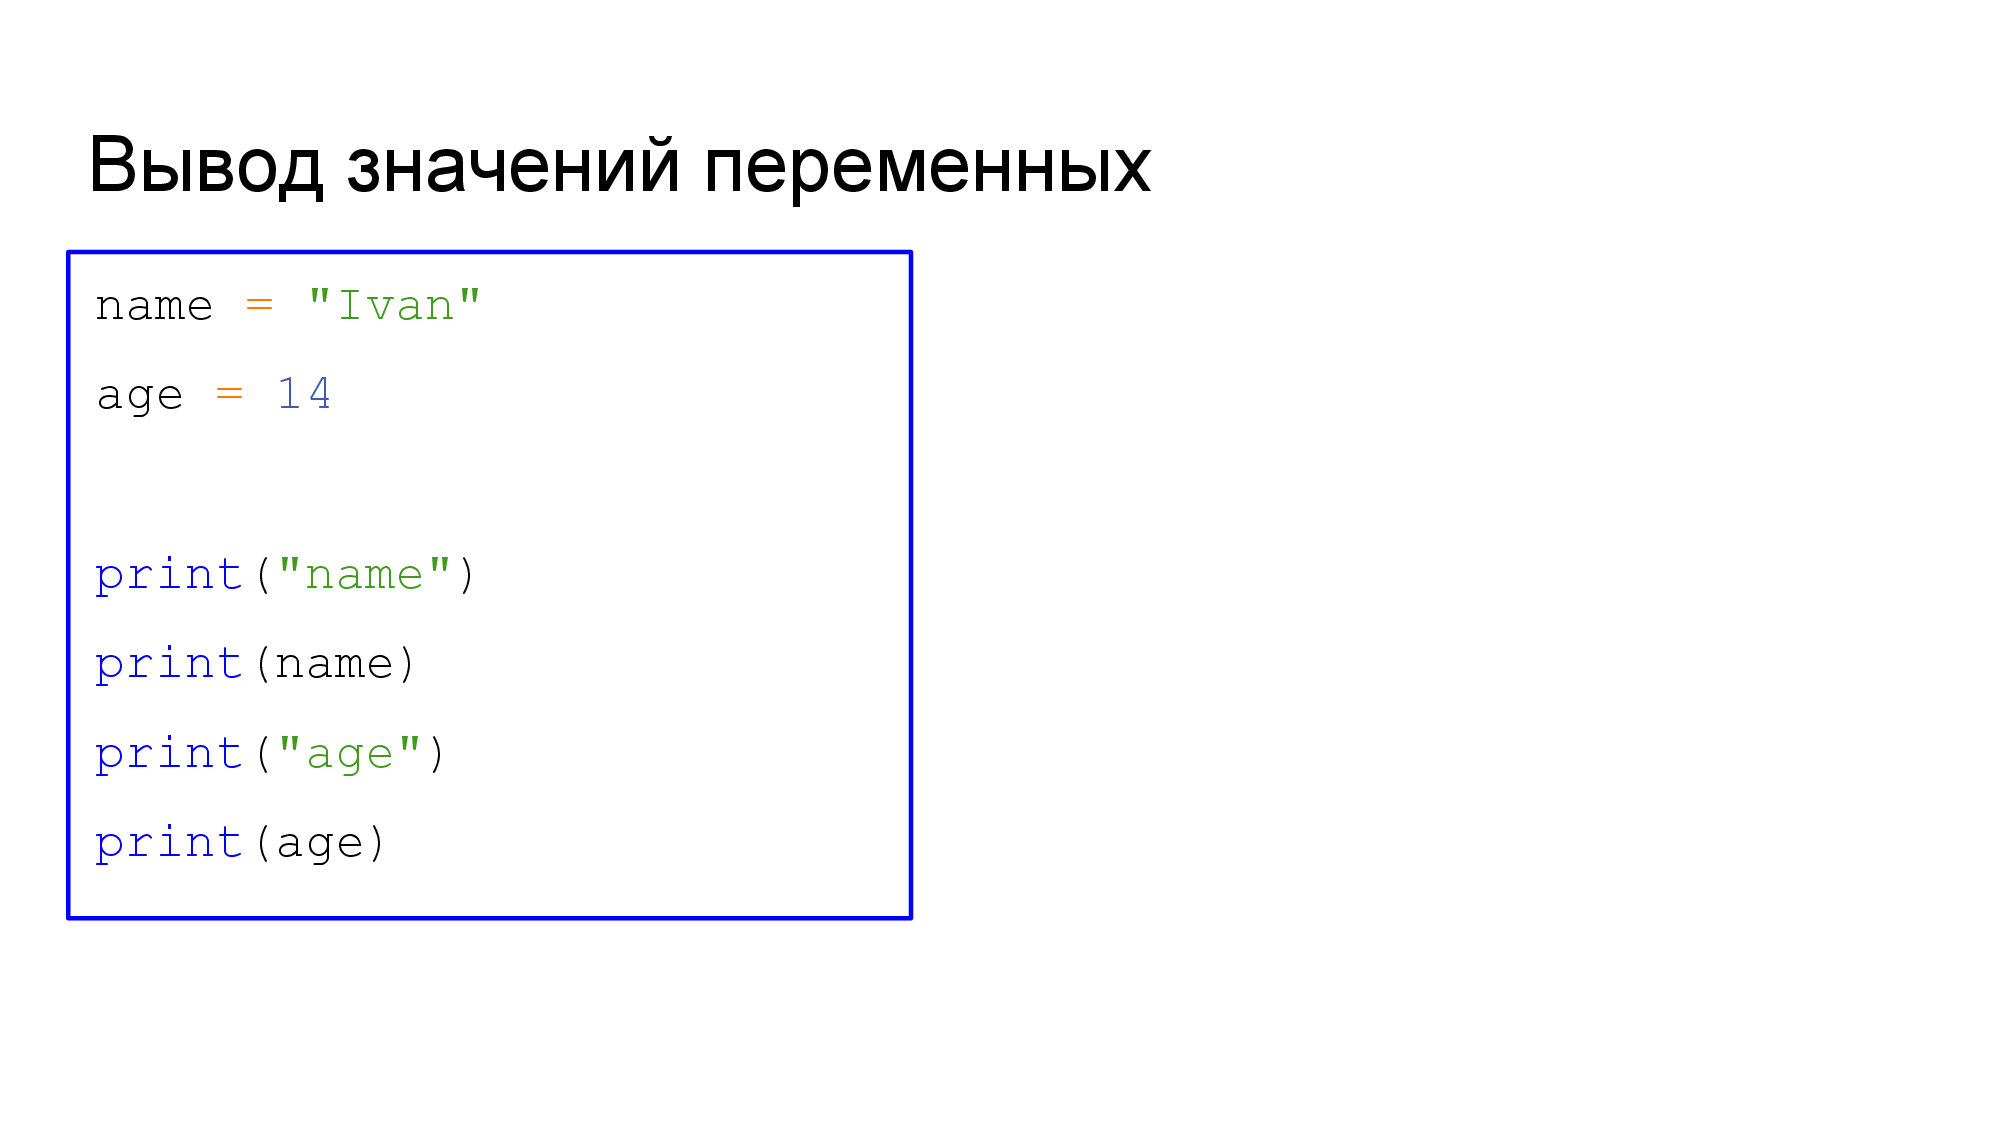 Вывод значений переменных
name = "Ivan"
age = 14
print("name")
print(name)
print("age")
print(age)